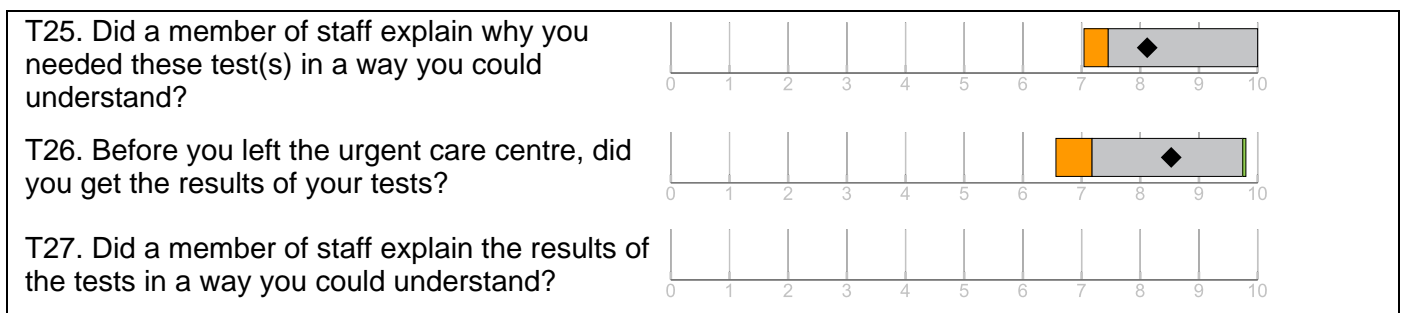 T25. Did a member of staff explain why you
needed these test(s) in a way you could
understand?
0 1 2 3 4 5 6 7 8 9 10
T26. Before you left the urgent care centre, did
you get the results of your tests?
0 1 2 3 4 5 6 7 8 9 10
T27. Did a member of staff explain the results of
the tests in a way you could understand?
0 1 2 3 4 5 6 7 8 9 10